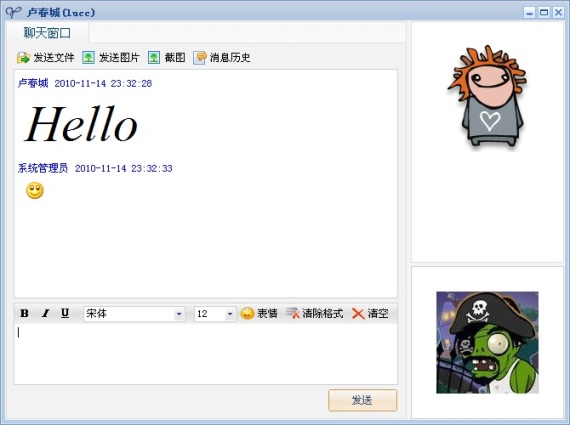 卢春城(lucc)
聊天窗口
发送文件 发送图片 截图 消息历史
卢春城 2010-11-14 23:32:28
Hello
系统管理员 2010-11-14 23:32:33
B I U 宋体 12 表情 清除格式 清空
发送